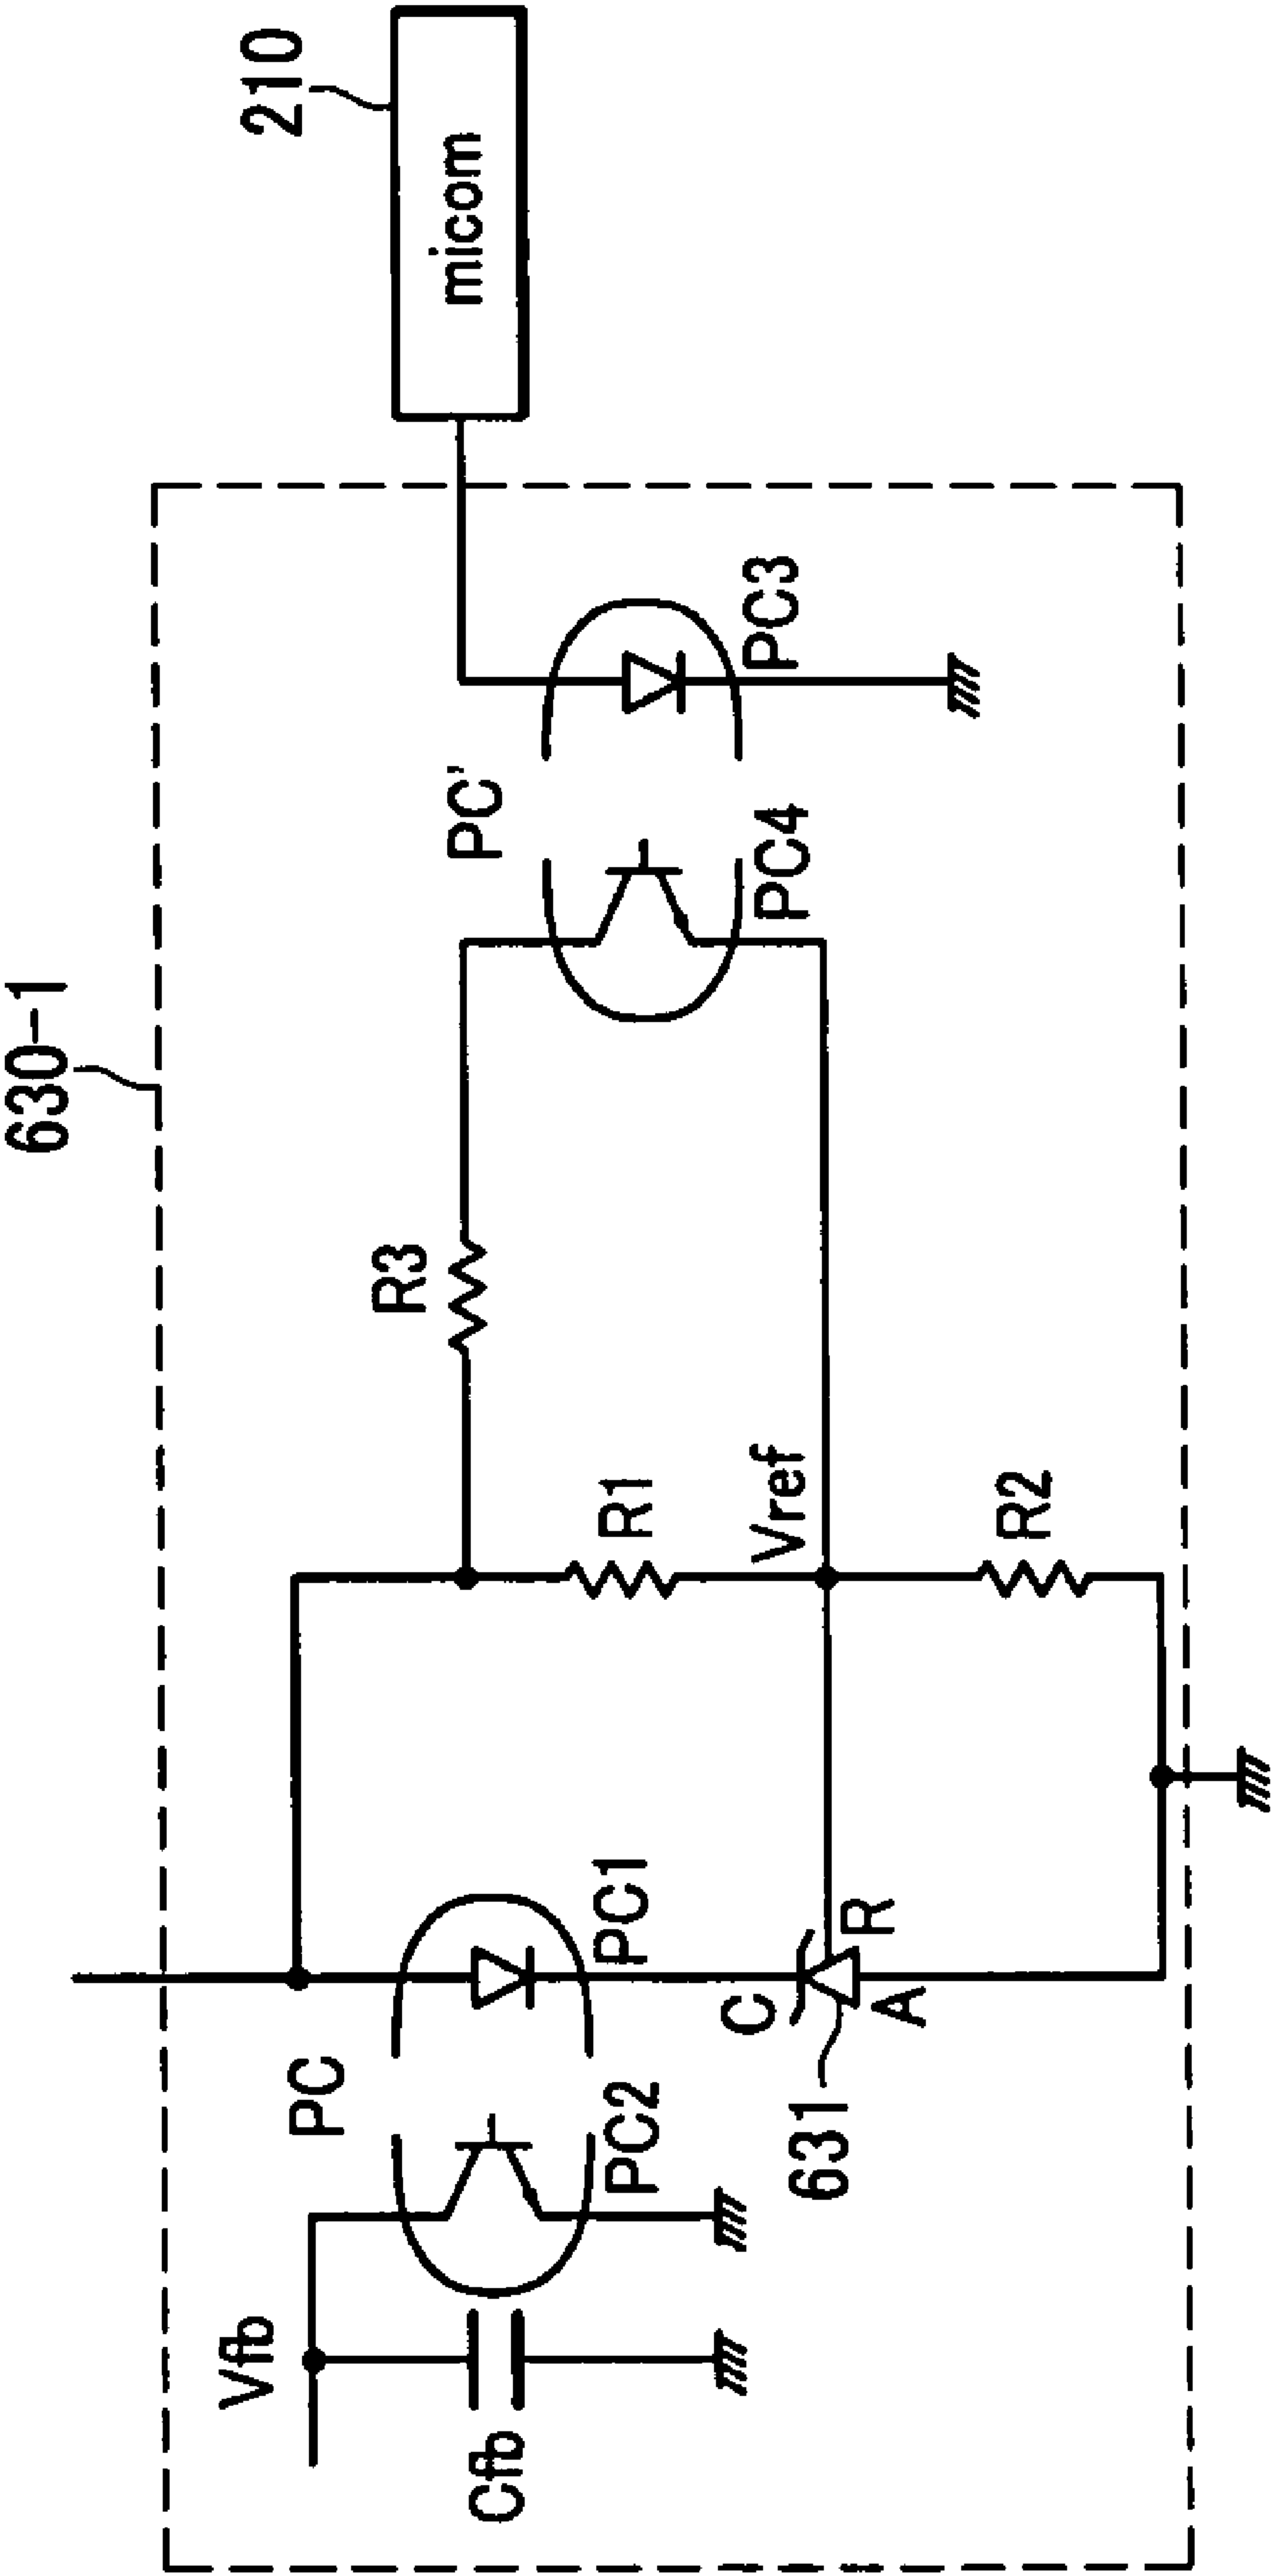 630-1
210
micom
PC'
PC3
PC4
R3
R1
Vref
R2
PC
PC1
PC2
C
R
A
631
Vfb
Cfb